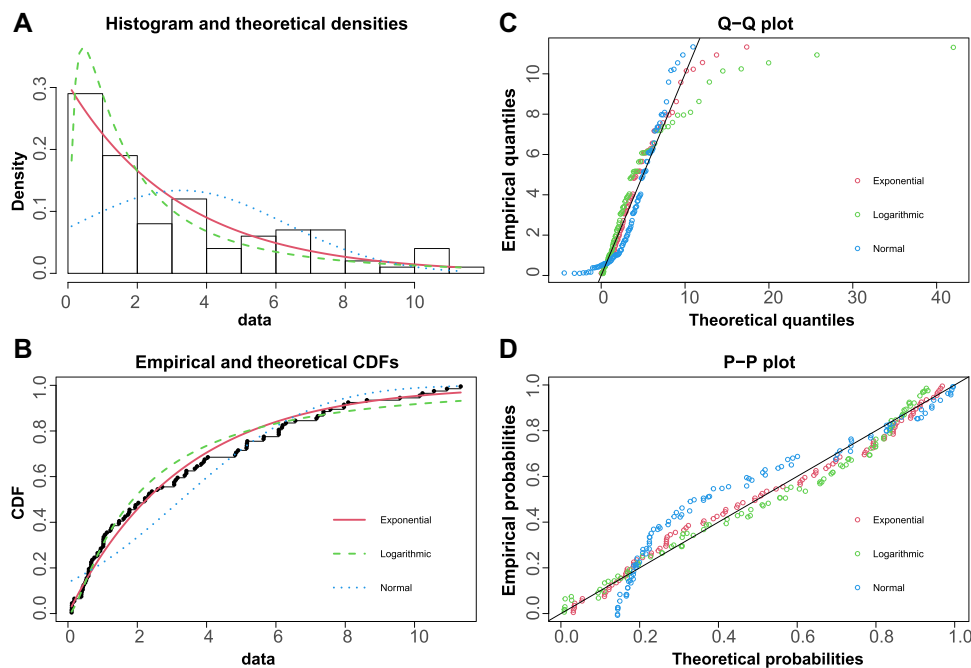 A
Histogram and theoretical densities
Density
0.0
0.1
0.2
0.3
0
2
4
6
8
10
data
C
Q−Q plot
Empirical quantiles
0
2
4
6
8
10
0
10
20
30
40
Theoretical quantiles
Exponential
Logarithmic
Normal
B
Empirical and theoretical CDFs
CDF
0.0
0.2
0.4
0.6
0.8
1.0
0
2
4
6
8
10
data
Exponential
Logarithmic
Normal
D
P−P plot
Empirical probabilities
0.0
0.2
0.4
0.6
0.8
1.0
0.0
0.2
0.4
0.6
0.8
1.0
Theoretical probabilities
Exponential
Logarithmic
Normal